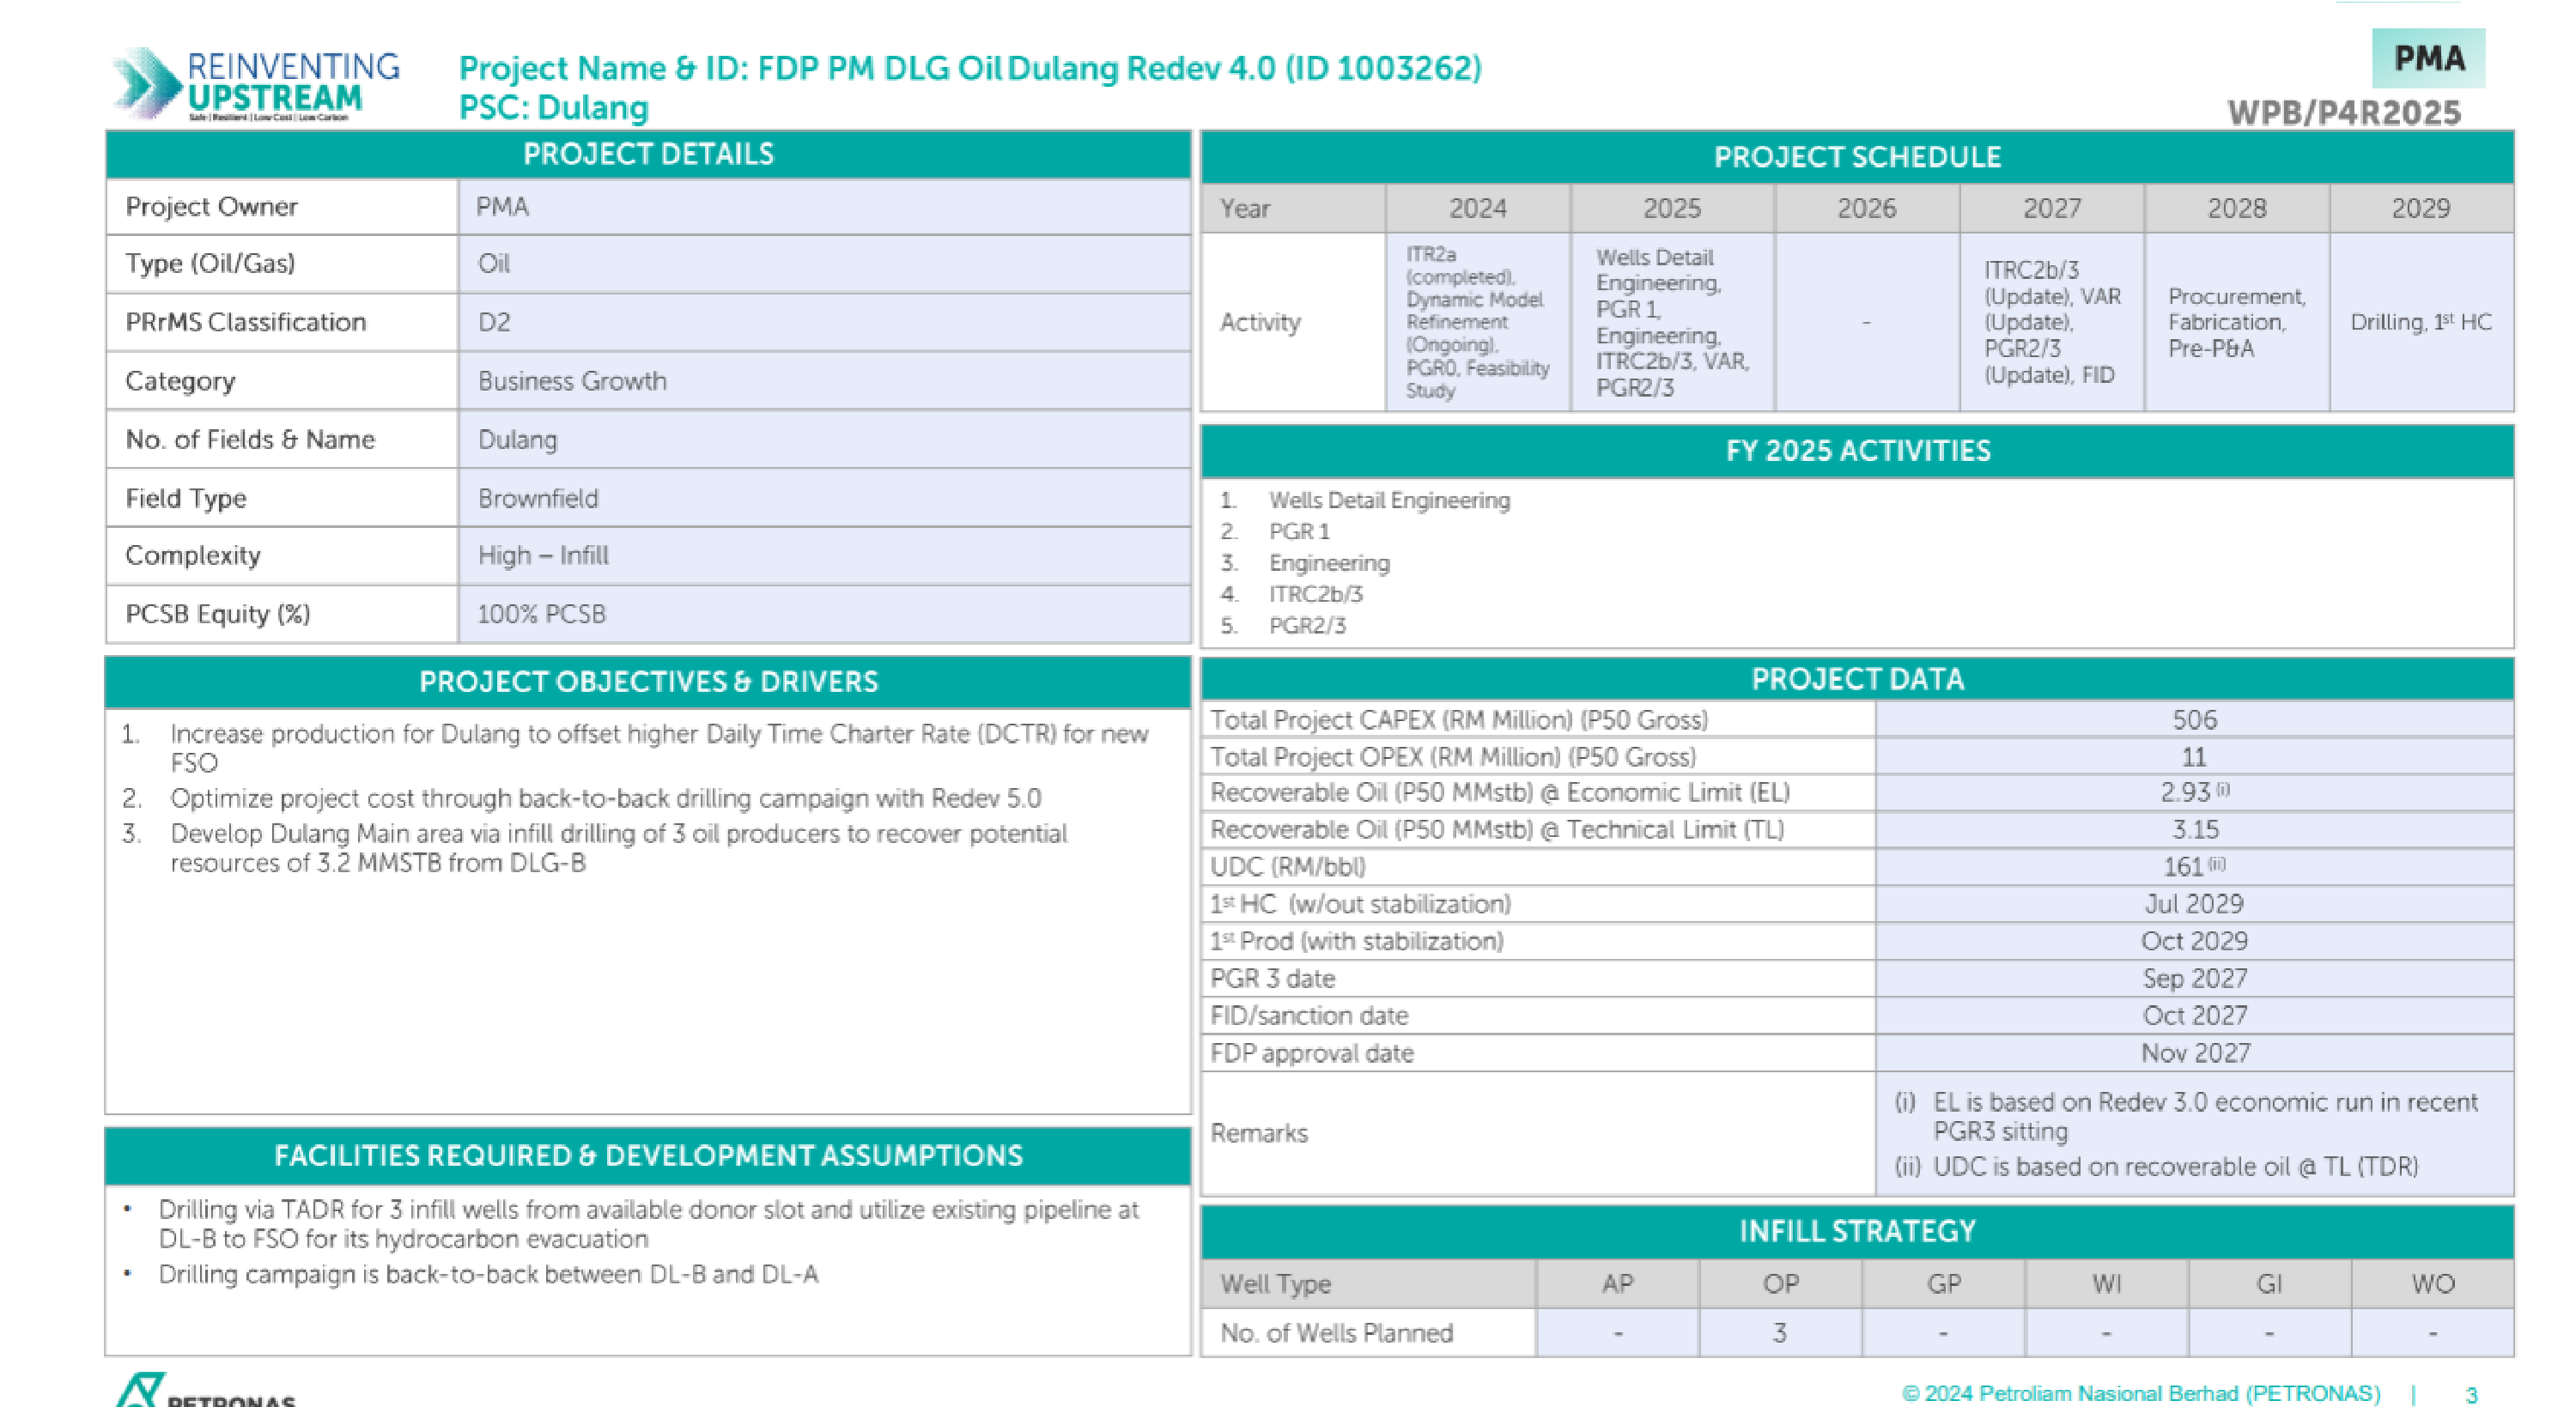 REINVENTING
UPSTREAM
Safe | Resilient | Low Cost | Low Carbon
Project Name & ID: FDP PM DLG Oil Dulang Redev 4.0 (ID 1003262)
PSC: Dulang
PMA
WPB/P4R2025
PROJECT DETAILS
Project Owner PMA
Type (Oil/Gas) Oil
PRrMS Classification D2
Category Business Growth
No. of Fields & Name Dulang
Field Type Brownfield
Complexity High – Infill
PCSB Equity (%) 100% PCSB
PROJECT OBJECTIVES & DRIVERS
1. Increase production for Dulang to offset higher Daily Time Charter Rate (DCTR) for new
FSO
2. Optimize project cost through back-to-back drilling campaign with Redev 5.0
3. Develop Dulang Main area via infill drilling of 3 oil producers to recover potential
resources of 3.2 MMSTB from DLG-B
FACILITIES REQUIRED & DEVELOPMENT ASSUMPTIONS
• Drilling via TADR for 3 infill wells from available donor slot and utilize existing pipeline at
DL-B to FSO for its hydrocarbon evacuation
• Drilling campaign is back-to-back between DL-B and DL-A
PROJECT SCHEDULE
Year 2024 2025 2026 2027 2028 2029
Activity
ITR2a
(completed),
Dynamic Model
Refinement
(Ongoing),
PGR0, Feasibility
Study
Wells Detail
Engineering,
PGR 1,
Engineering,
ITRC2b/3, VAR,
PGR2/3
-
ITRC2b/3
(Update), VAR
(Update),
PGR2/3
(Update), FID
Procurement,
Fabrication,
Pre-P&A
Drilling, 1st HC
FY 2025 ACTIVITIES
1. Wells Detail Engineering
2. PGR 1
3. Engineering
4. ITRC2b/3
5. PGR2/3
PROJECT DATA
Total Project CAPEX (RM Million) (P50 Gross) 506
Total Project OPEX (RM Million) (P50 Gross) 11
Recoverable Oil (P50 MMstb) @ Economic Limit (EL) 2.93 (i)
Recoverable Oil (P50 MMstb) @ Technical Limit (TL) 3.15
UDC (RM/bbl) 161 (ii)
1st HC (w/out stabilization) Jul 2029
1st Prod (with stabilization) Oct 2029
PGR 3 date Sep 2027
FID/sanction date Oct 2027
FDP approval date Nov 2027
Remarks
(i) EL is based on Redev 3.0 economic run in recent
PGR3 sitting
(ii) UDC is based on recoverable oil @ TL (TDR)
INFILL STRATEGY
Well Type AP OP GP WI GI WO
No. of Wells Planned - 3 - - - -
PETRONAS
© 2024 Petroliam Nasional Berhad (PETRONAS) | 3